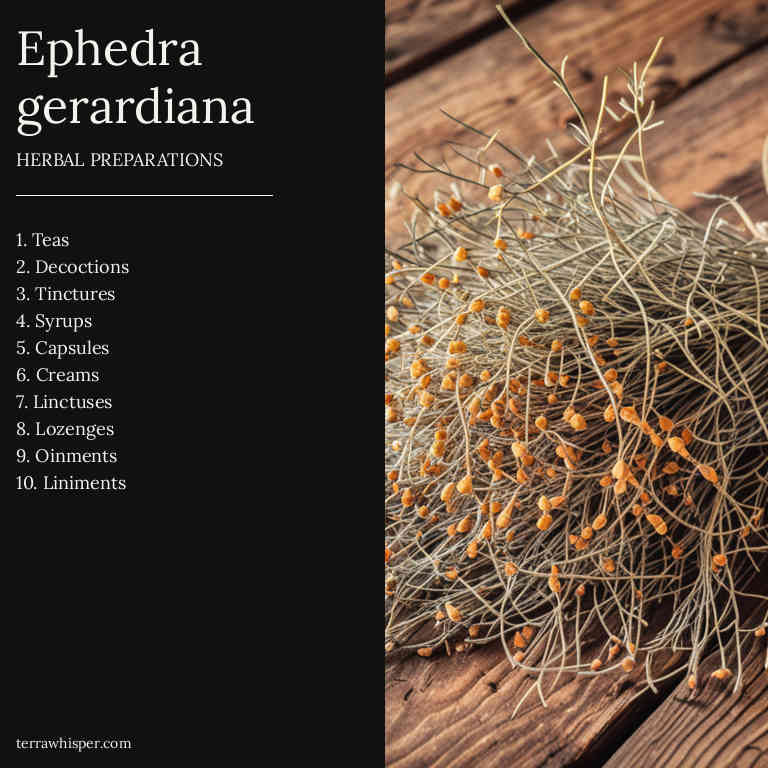 Ephedra
gerardiana
HERBAL PREPARATIONS
1. Teas
2. Decoctions
3. Tinctures
4. Syrups
5. Capsules
6. Creams
7. Linctuses
8. Lozenges
9. Oinments
10. Liniments
terrawhisper.com